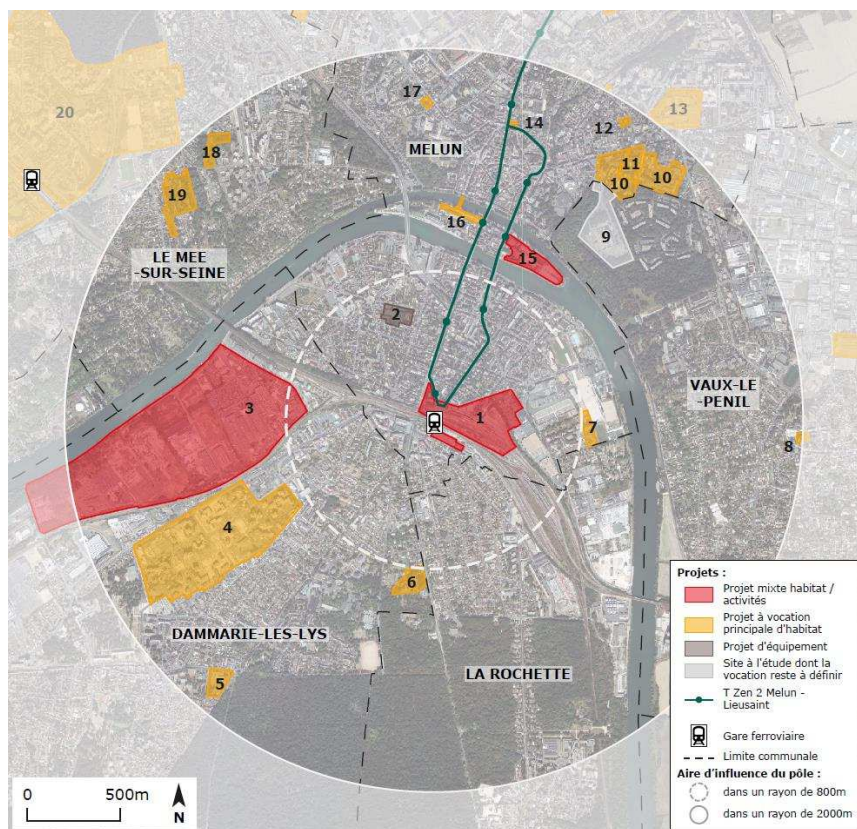 20
17
14
12
13
MELUN
18
11
10
10
19
16
9
LE MEE
-SUR-SEINE
15
2
VAUX-LE
-PENIL
3
1
7
8
4
6
DAMMARIE-LES-LYS
LA ROCHETTE
5
0 500m
N
Projets :
Projet mixte habitat /
activités
Projet à vocation
principale d'habitat
Projet d'équipement
Site à l'étude dont la
vocation reste à définir
T Zen 2 Melun -
Lieusaint
Gare ferroviaire
Limite communale
Aire d'influence du pôle :
dans un rayon de 800m
dans un rayon de 2000m